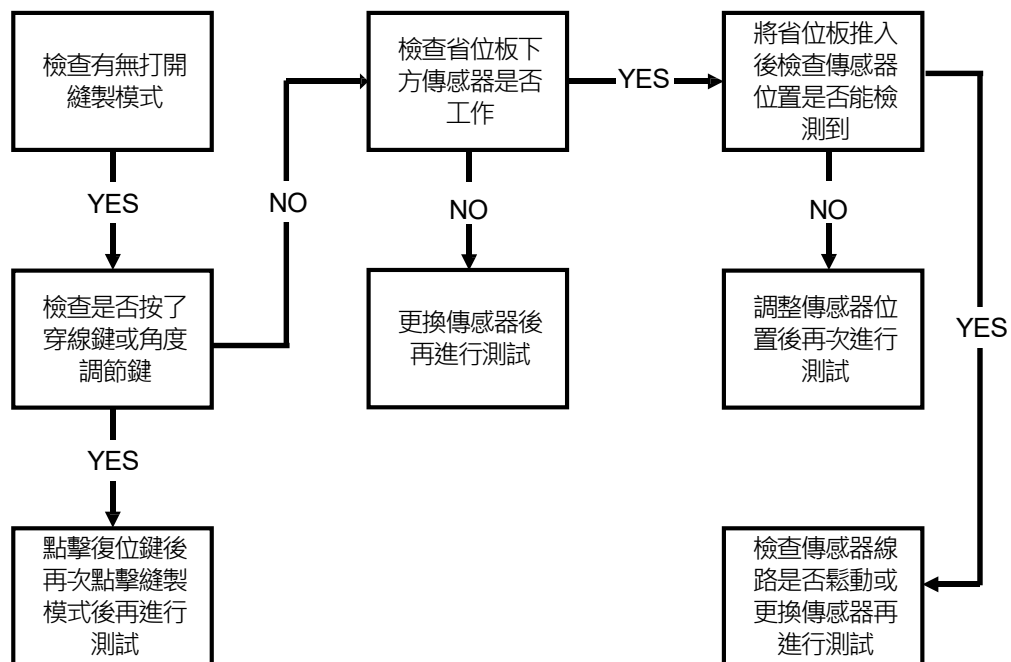 檢查有無打開
縫製模式
YES
檢查是否按了
穿線鍵或角度
調節鍵
YES
點擊復位鍵後
再次點擊縫製
模式後再進行
測試
NO
檢查省位板下
方傳感器是否
工作
NO
更換傳感器後
再進行測試
YES
將省位板推入
後檢查傳感器
位置是否能檢
測到
NO
調整傳感器位
置後再次進行
測試
YES
檢查傳感器線
路是否鬆動或
更換傳感器再
進行測試